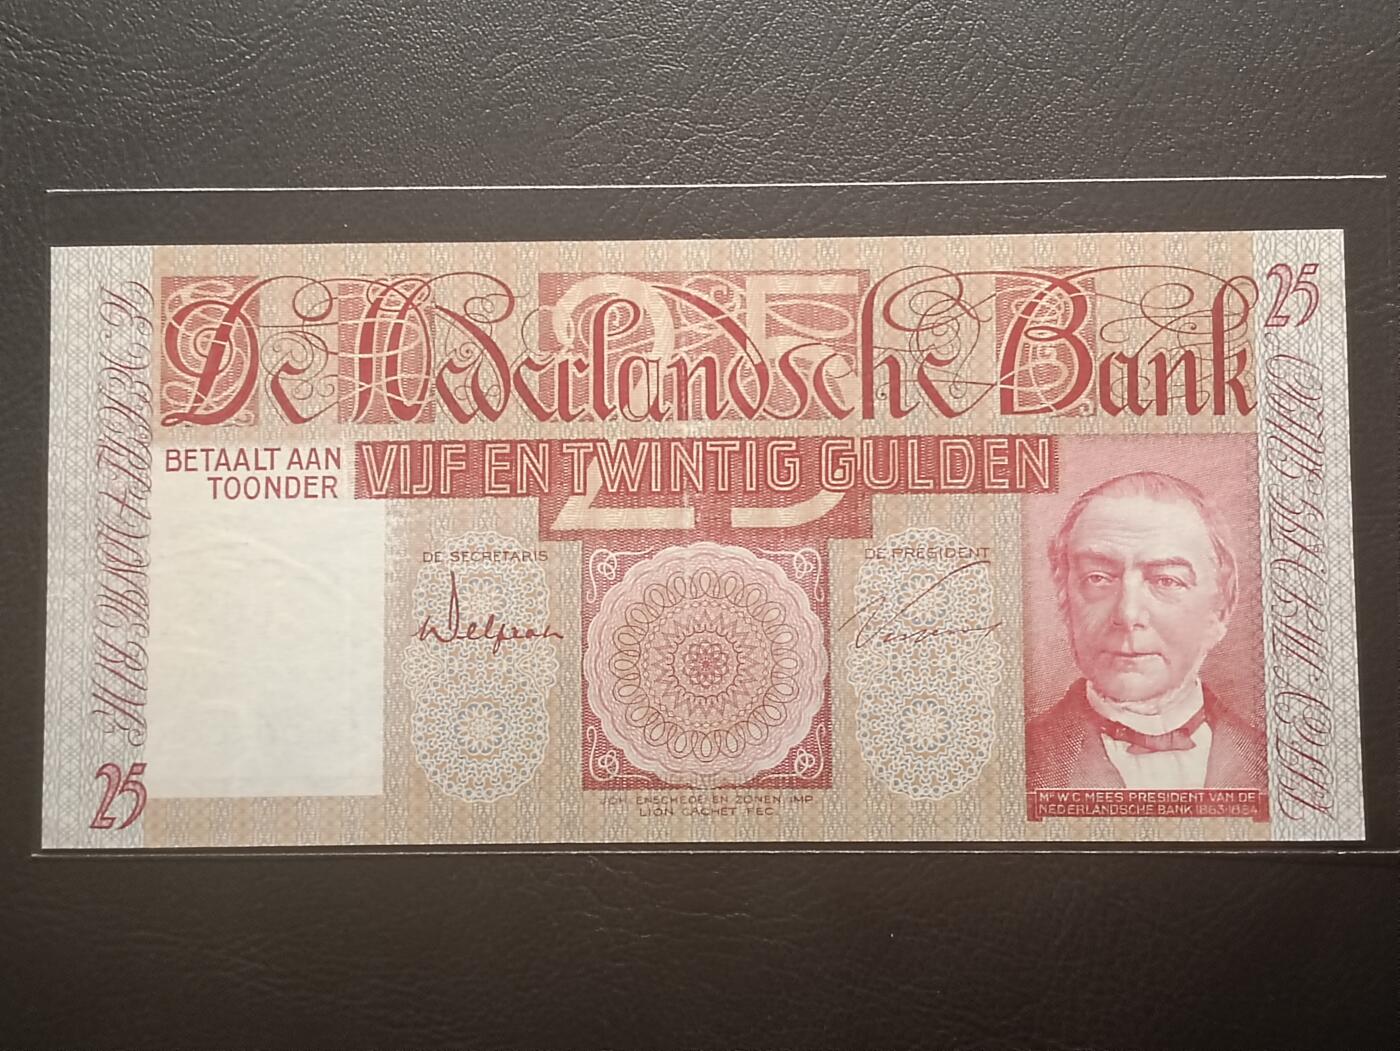 De Nederlandsche Bank
25
25
BETAALT AAN
TOONDER
VIJF EN TWINTIG GULDEN
25
DE SECRETARIS
DE PRESIDENT
JOH. ENSCHEDÉ EN ZONEN IMP.
LION CACHET FEC.
Mr W.C. MEES PRESIDENT VAN DE
NEDERLANDSCHE BANK 1863-1884